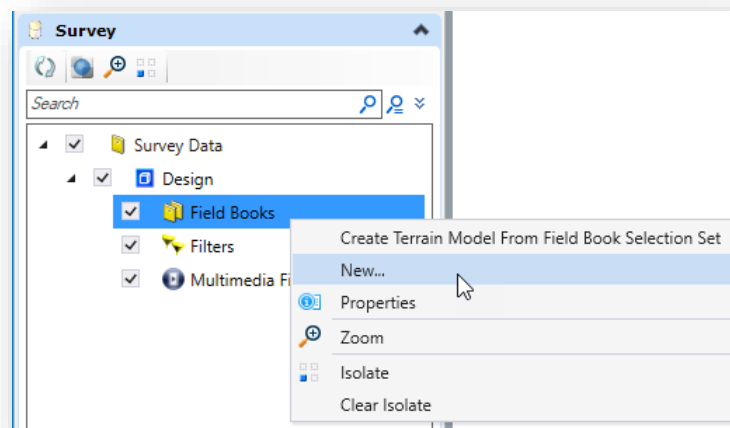 Survey
Search
Survey Data
Design
Field Books
Filters
Multimedia Fi
Create Terrain Model From Field Book Selection Set
New...
Properties
Zoom
Isolate
Clear Isolate